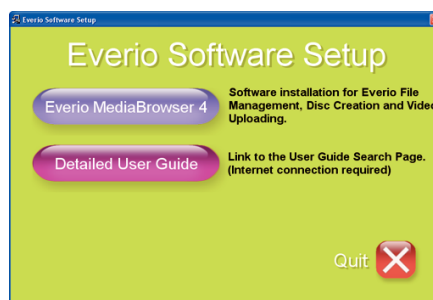 Everio Software Setup
Everio Software Setup
Everio MediaBrowser 4
Software installation for Everio File
Management, Disc Creation and Video
Uploading.
Detailed User Guide
Link to the User Guide Search Page.
(Internet connection required)
Quit